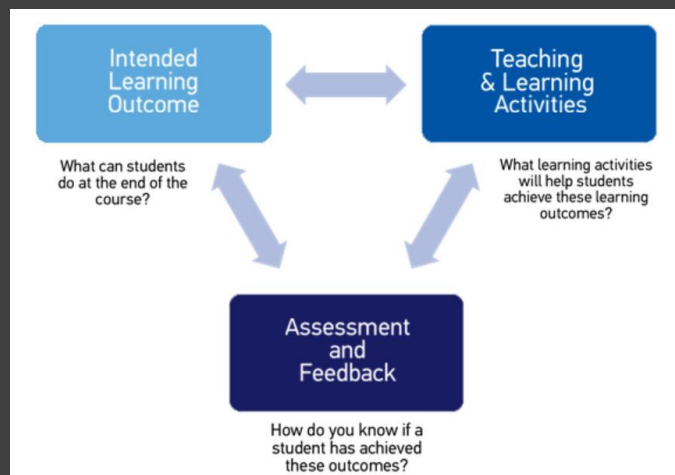 Intended
Learning
Outcome
Teaching
& Learning
Activities
What can students
do at the end of the
course?
What learning activities
will help students
achieve these learning
outcomes?
Assessment
and
Feedback
How do you know if a
student has achieved
these outcomes?